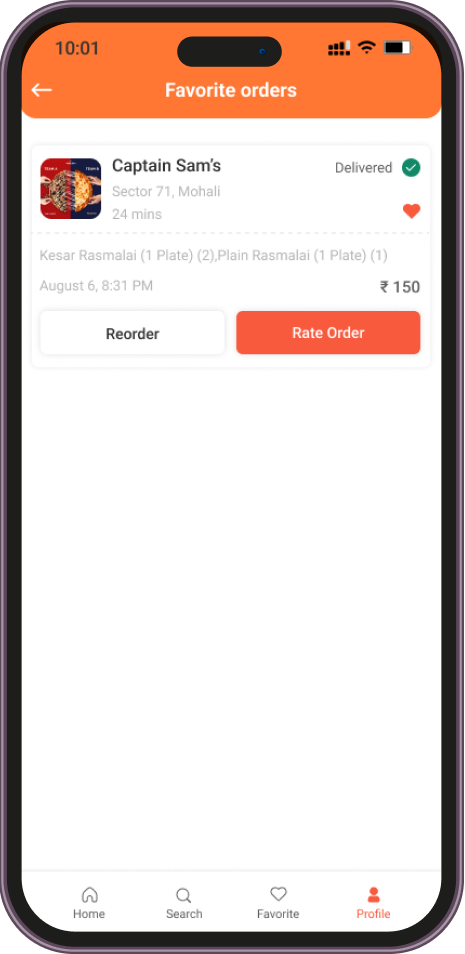 10:01
Favorite orders
Captain Sam's
Delivered
Sector 71, Mohali
24 mins
Kesar Rasmalai (1 Plate) (2),Plain Rasmalai (1 Plate) (1)
August 6, 8:31 PM
₹ 150
Reorder
Rate Order
Home
Search
Favorite
Profile